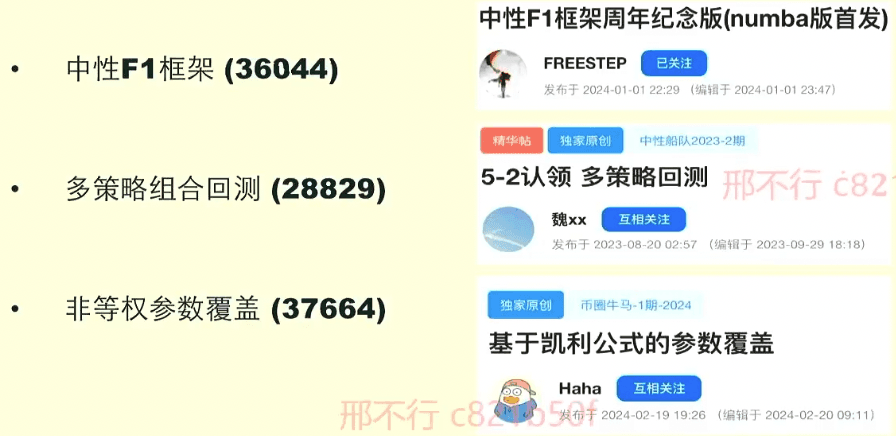 • 中性F1框架 (36044)
• 多策略组合回测 (28829)
• 非等权参数覆盖 (37664)
中性F1框架周年纪念版(numba版首发)
FREESTEP 已关注
发布于 2024-01-01 22:29 （编辑于 2024-01-01 23:47）
精华帖 独家原创 中性船队2023-2期
5-2认领 多策略回测
邢不行 c821
魏xx 互相关注
发布于 2023-08-20 02:57 （编辑于 2023-09-29 18:18）
独家原创 币圈牛马-1期-2024
基于凯利公式的参数覆盖
Haha 互相关注
邢不行 c821b50f
发布于 2024-02-19 19:26 （编辑于 2024-02-20 09:11）